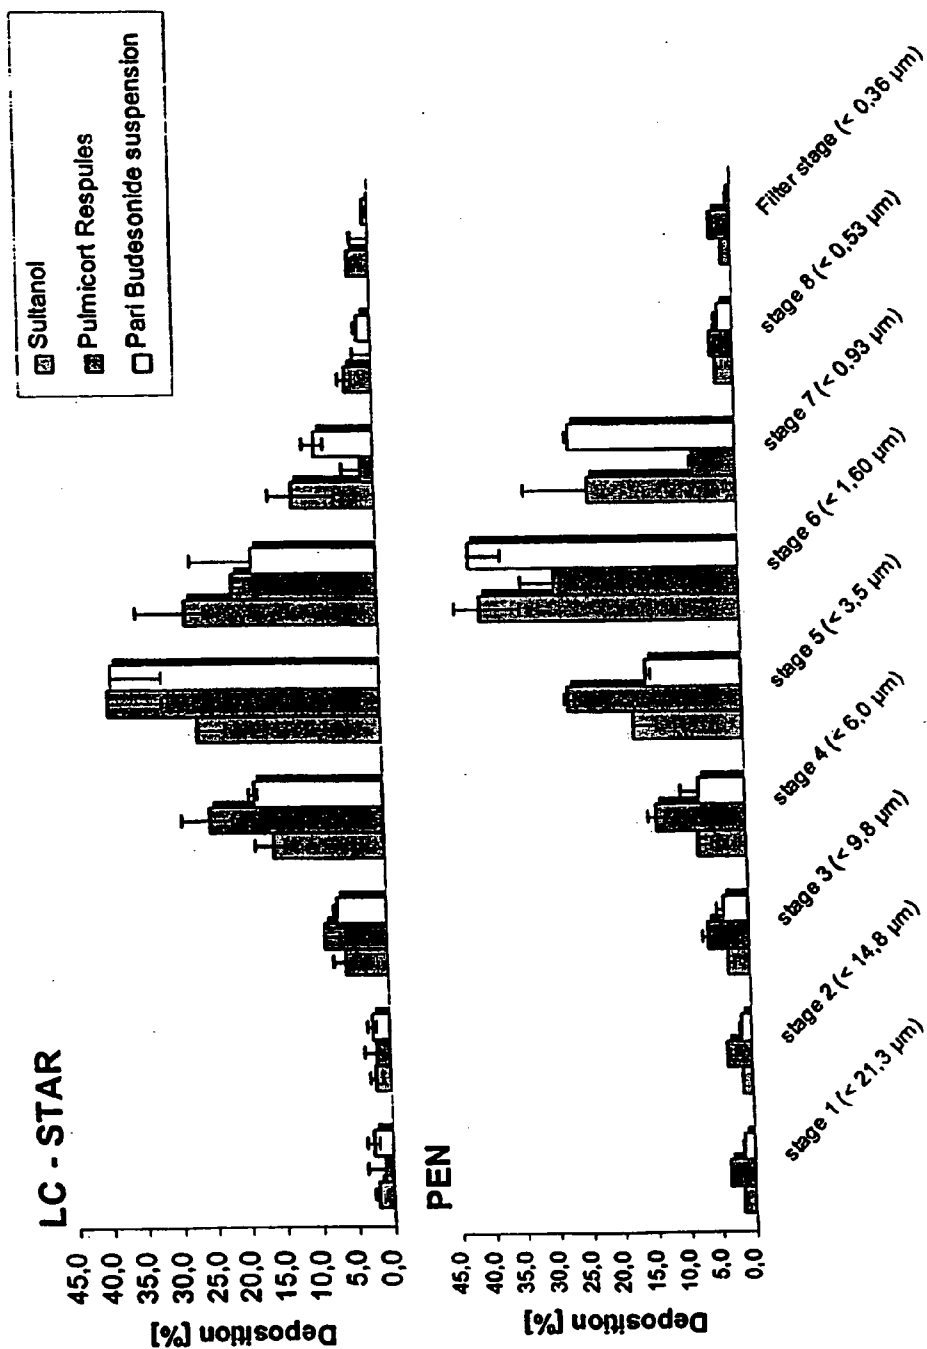 Sultanol
Pulmicort Respules
Pari Budesonide suspension
LC - STAR
Deposition [%]
45,0
40,0
35,0
30,0
25,0
20,0
15,0
10,0
5,0
0,0
PEN
Deposition [%]
45,0
40,0
35,0
30,0
25,0
20,0
15,0
10,0
5,0
0,0
stage 1 (< 21,3 µm)
stage 2 (< 14,8 µm)
stage 3 (< 9,8 µm)
stage 4 (< 6,0 µm)
stage 5 (< 3,5 µm)
stage 6 (< 1,60 µm)
stage 7 (< 0,93 µm)
stage 8 (< 0,53 µm)
Filter stage (< 0,36 µm)